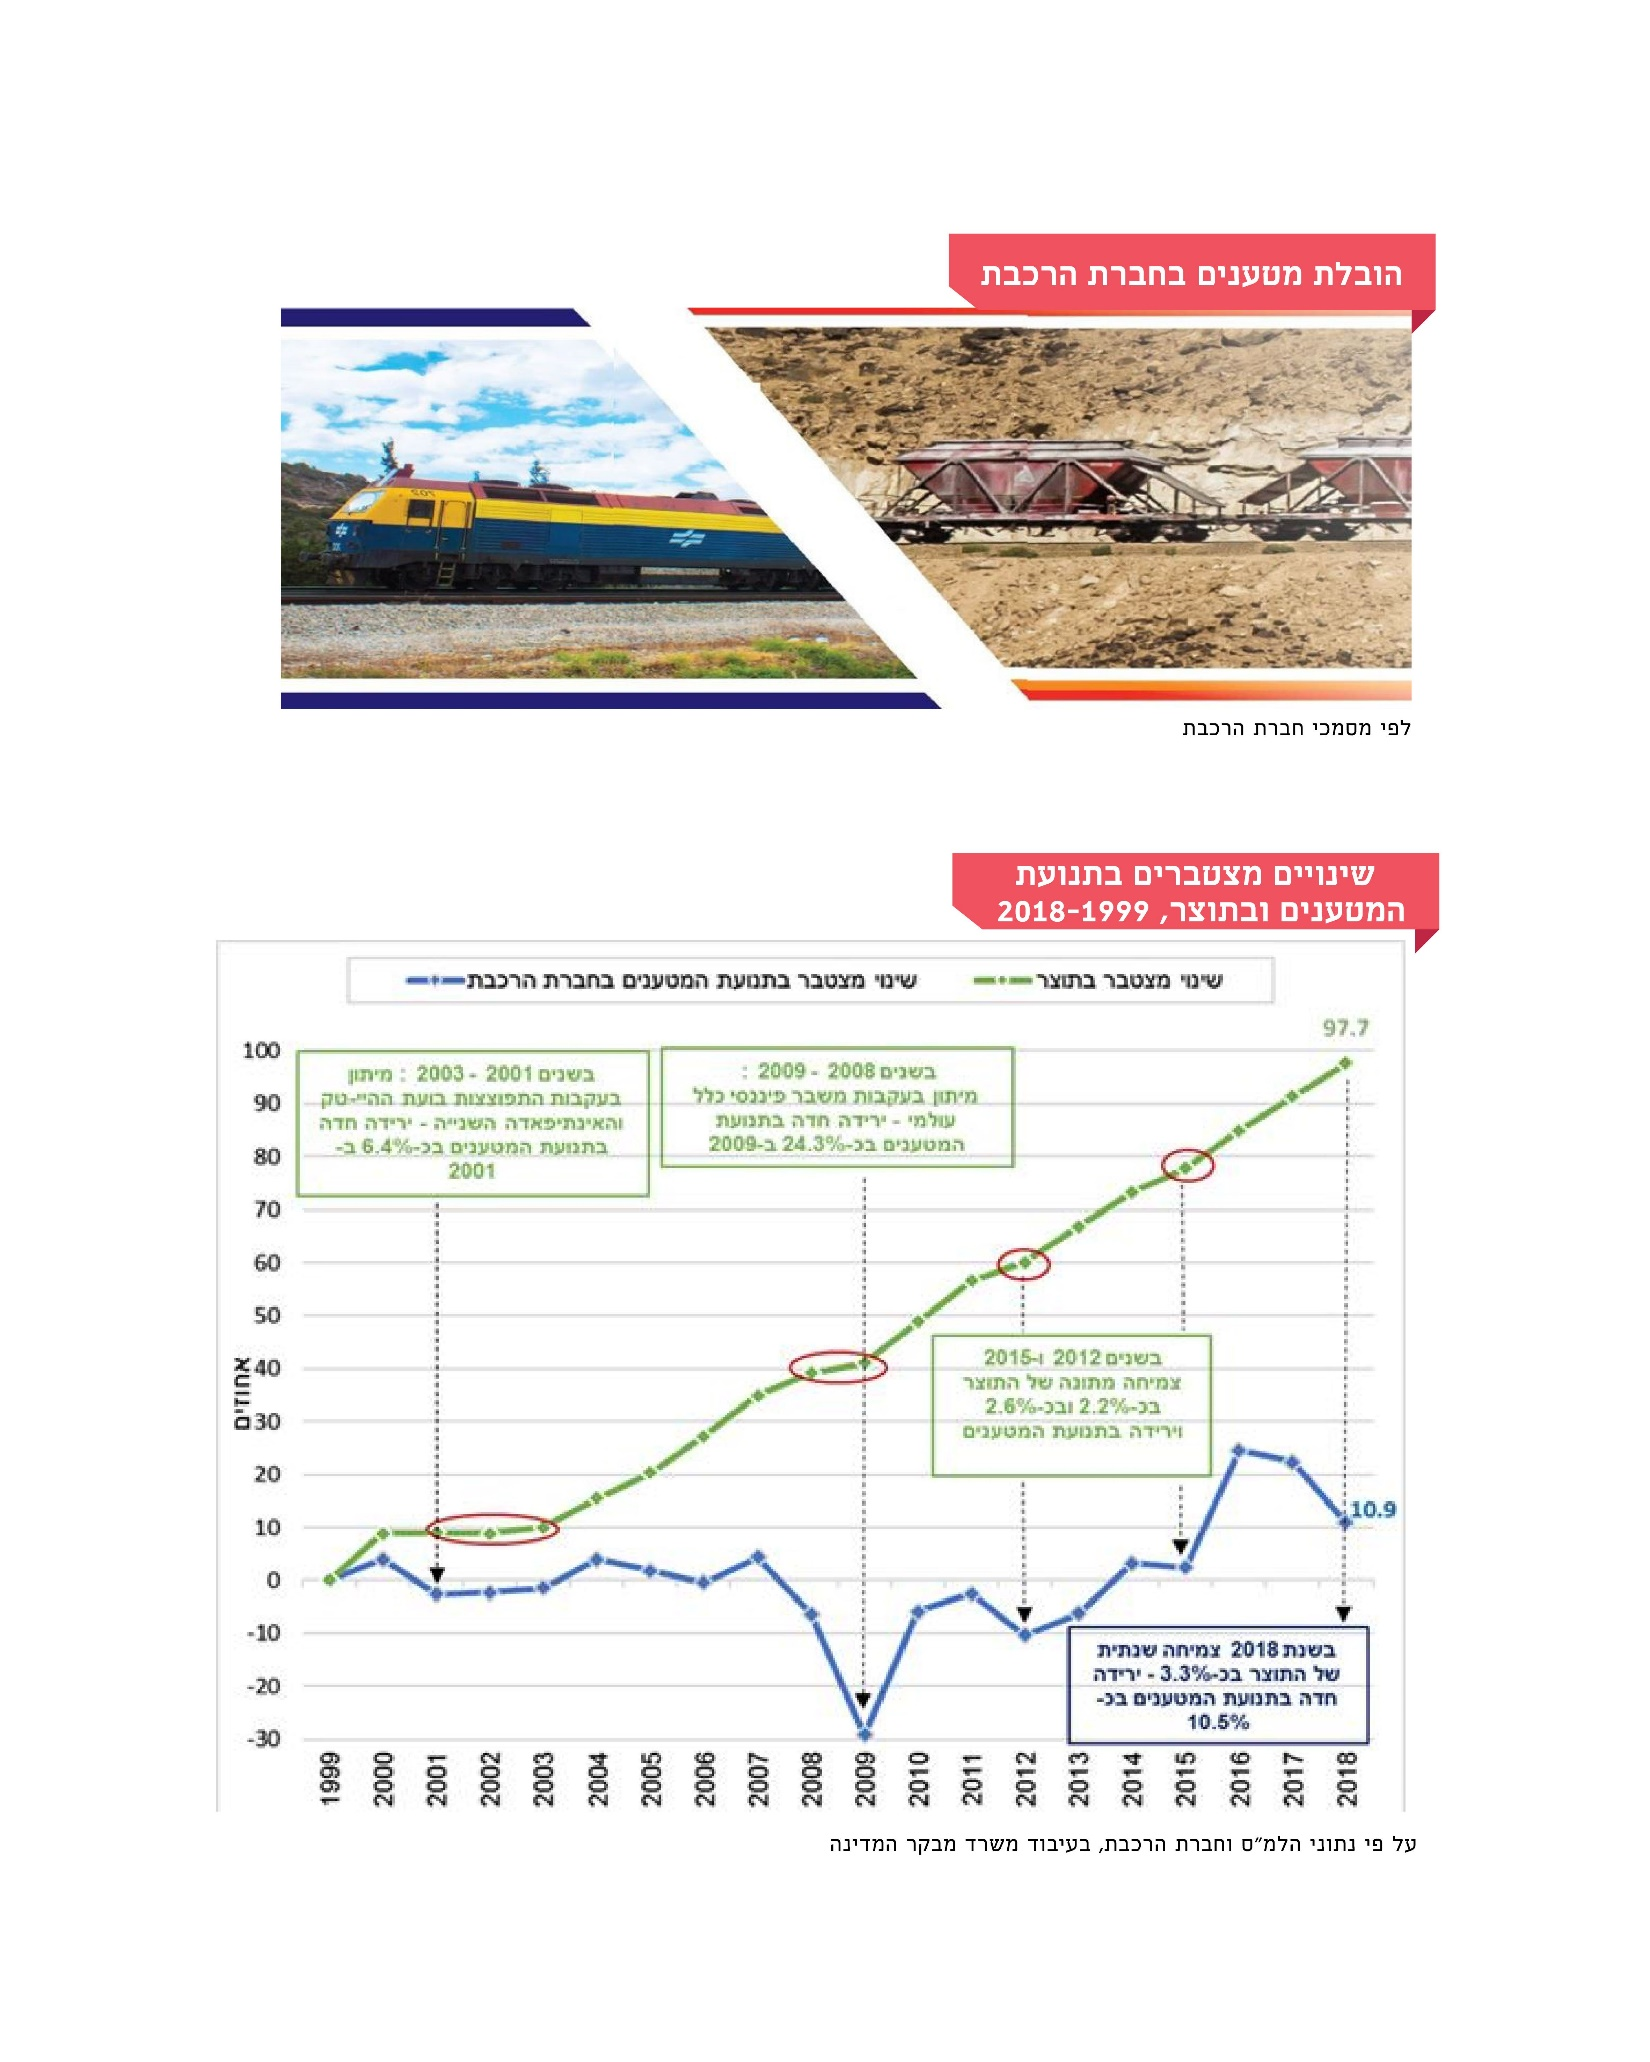 הובלת מטענים בחברת הרכבת
לפי מסמכי חברת הרכבת
שינויים מצטברים בתנועת
המטענים ובתוצר, 2018-1999
שינוי מצטבר בתוצר
שינוי מצטבר בתנועת המטענים בחברת הרכבת
97.7
בשנים 2001 - 2003 : מיתון
בעקבות התפוצצות בועת ההיי-טק
והאינתיפאדה השנייה - ירידה חדה
בתנועת המטענים בכ-6.4% ב-
2001
בשנים 2008 - 2009 :
מיתון בעקבות משבר פיננסי כלל
עולמי - ירידה חדה בתנועת
המטענים בכ-24.3% ב-2009
בשנים 2012 ו-2015
צמיחה מתונה של התוצר
בכ-2.2% ובכ-2.6%
וירידה בתנועת המטענים
10.9
בשנת 2018 צמיחה שנתית
של התוצר בכ-3.3% - ירידה
חדה בתנועת המטענים בכ-
10.5%
אחוזים
100
90
80
70
60
50
40
30
20
10
0
-10
-20
-30
1999 2000 2001 2002 2003 2004 2005 2006 2007 2008 2009 2010 2011 2012 2013 2014 2015 2016 2017 2018
על פי נתוני הלמ"ס וחברת הרכבת, בעיבוד משרד מבקר המדינה